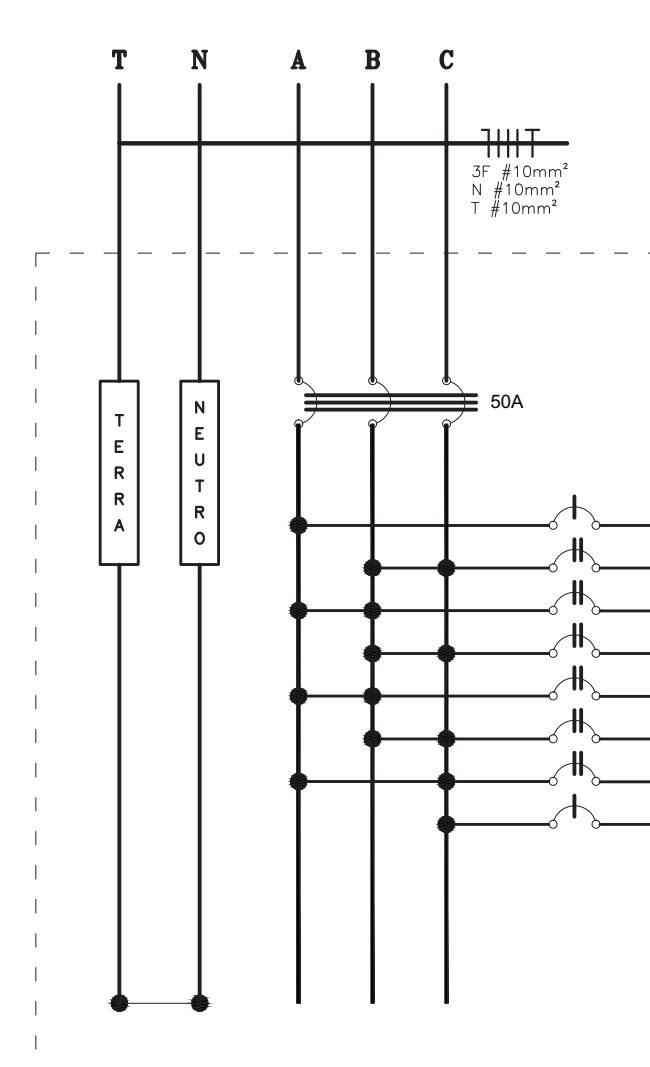 T N A B C
3F #10mm²
N #10mm²
T #10mm²
50A
TERRA
NEUTRO